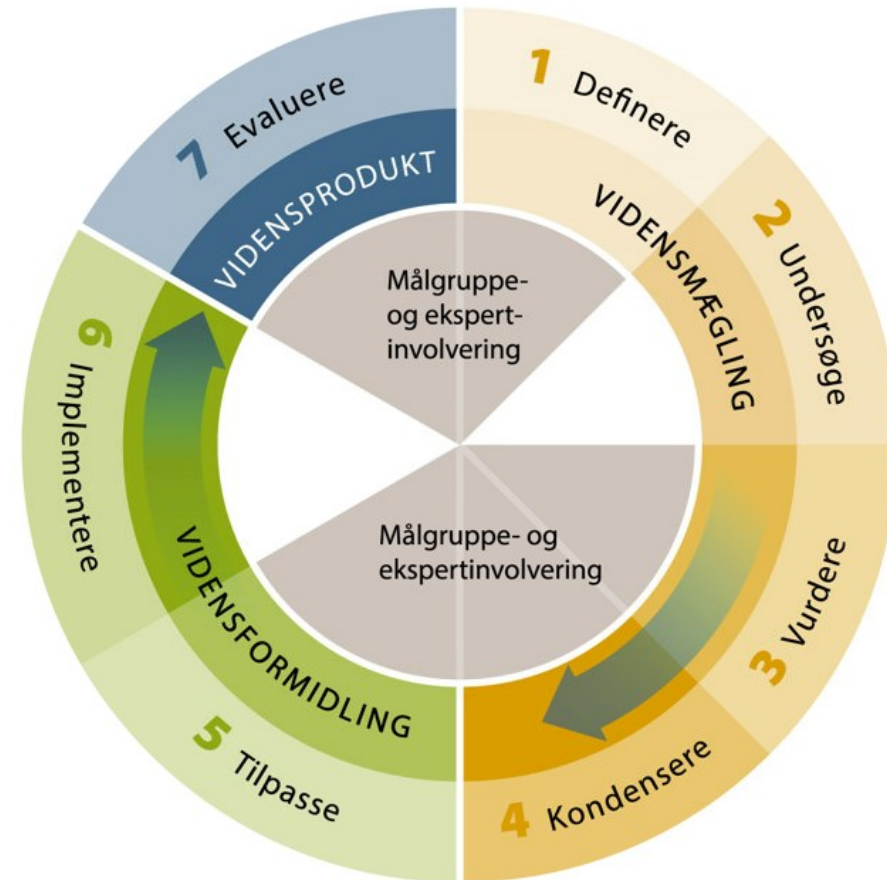 1 Definere
2 Undersøge
3 Vurdere
4 Kondensere
5 Tilpasse
6 Implementere
7 Evaluere
VIDENSMÆGLING
VIDENSFORMIDLING
VIDENSPRODUKT
Målgruppe-
og ekspert-
involvering
Målgruppe- og
ekspertinvolvering